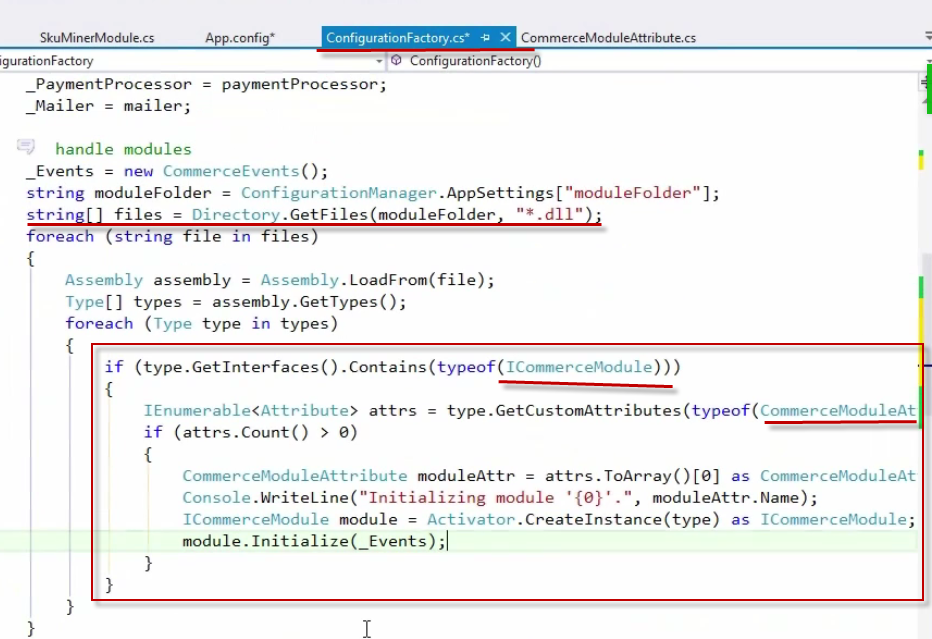 SkuMinerModule.cs App.config* ConfigurationFactory.cs* CommerceModuleAttribute.cs
igurationFactory ConfigurationFactory()
_PaymentProcessor = paymentProcessor;
_Mailer = mailer;
handle modules
_Events = new CommerceEvents();
string moduleFolder = ConfigurationManager.AppSettings["moduleFolder"];
string[] files = Directory.GetFiles(moduleFolder, "*.dll");
foreach (string file in files)
{
Assembly assembly = Assembly.LoadFrom(file);
Type[] types = assembly.GetTypes();
foreach (Type type in types)
{
if (type.GetInterfaces().Contains(typeof(ICommerceModule)))
{
IEnumerable<Attribute> attrs = type.GetCustomAttributes(typeof(CommerceModuleAt
if (attrs.Count() > 0)
{
CommerceModuleAttribute moduleAttr = attrs.ToArray()[0] as CommerceModuleAt
Console.WriteLine("Initializing module '{0}'.", moduleAttr.Name);
ICommerceModule module = Activator.CreateInstance(type) as ICommerceModule;
module.Initialize(_Events);
}
}
}
}